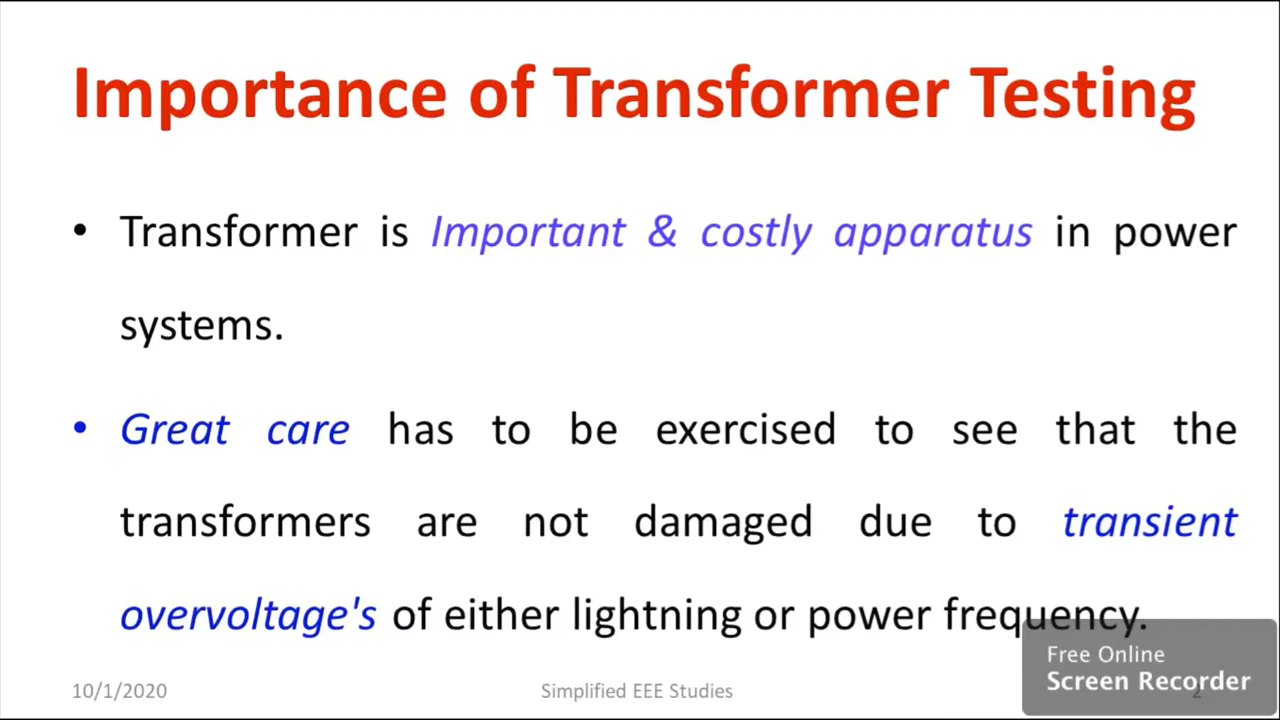 Importance of Transformer Testing
• Transformer is Important & costly apparatus in power
systems.
• Great care has to be exercised to see that the
transformers are not damaged due to transient
overvoltage's of either lightning or power frequency.
Free Online
Screen Recorder
10/1/2020
Simplified EEE Studies
2